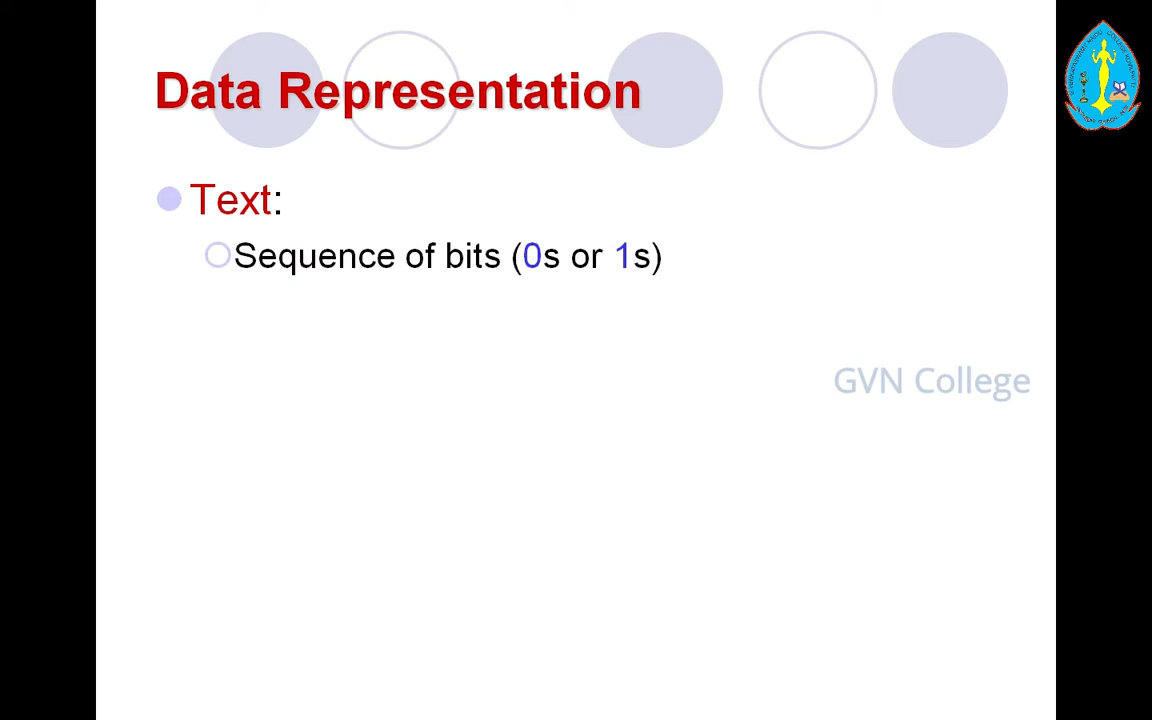 Data Representation
Text:
Sequence of bits (0s or 1s)
GVN College